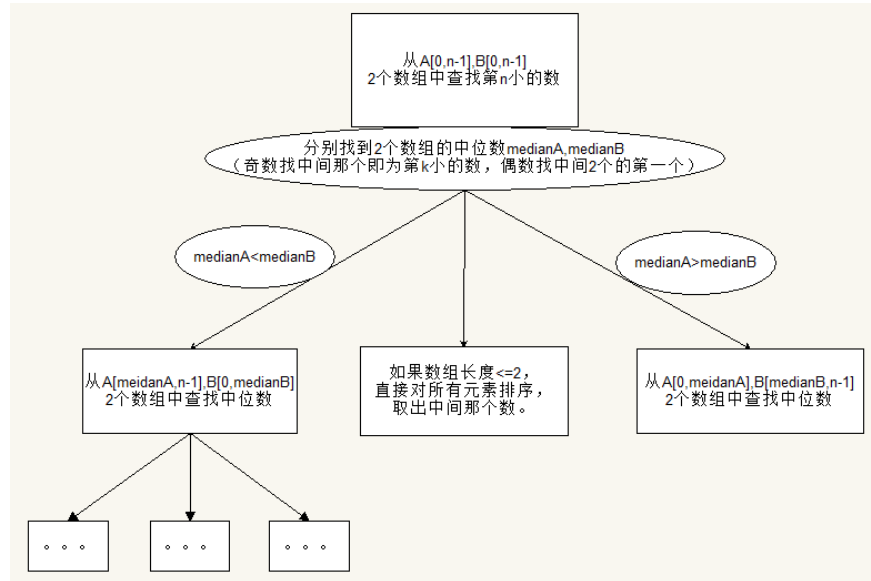 从A[0,n-1],B[0,n-1]
2个数组中查找第n小的数
分别找到2个数组的中位数medianA,medianB
（奇数找中间那个即为第k小的数，偶数找中间2个的第一个）
medianA<medianB
medianA>medianB
从A[meidanA,n-1],B[0,medianB]
2个数组中查找中位数
如果数组长度<=2，
直接对所有元素排序，
取出中间那个数。
从A[0,meidanA],B[medianB,n-1]
2个数组中查找中位数
。。。
。。。
。。。